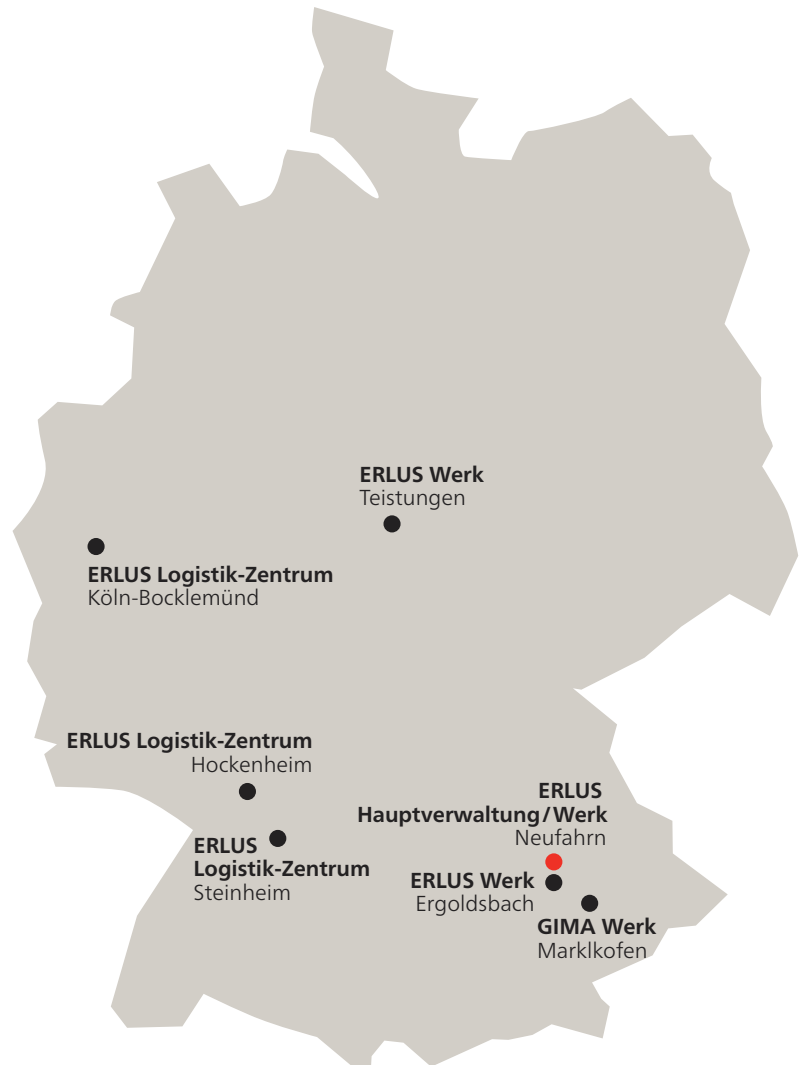 ERLUS Werk
Teistungen
ERLUS Logistik-Zentrum
Köln-Bocklemünd
ERLUS Logistik-Zentrum
Hockenheim
ERLUS
Logistik-Zentrum
Steinheim
ERLUS
Hauptverwaltung/Werk
Neufahrn
ERLUS Werk
Ergoldsbach
GIMA Werk
Marklkofen